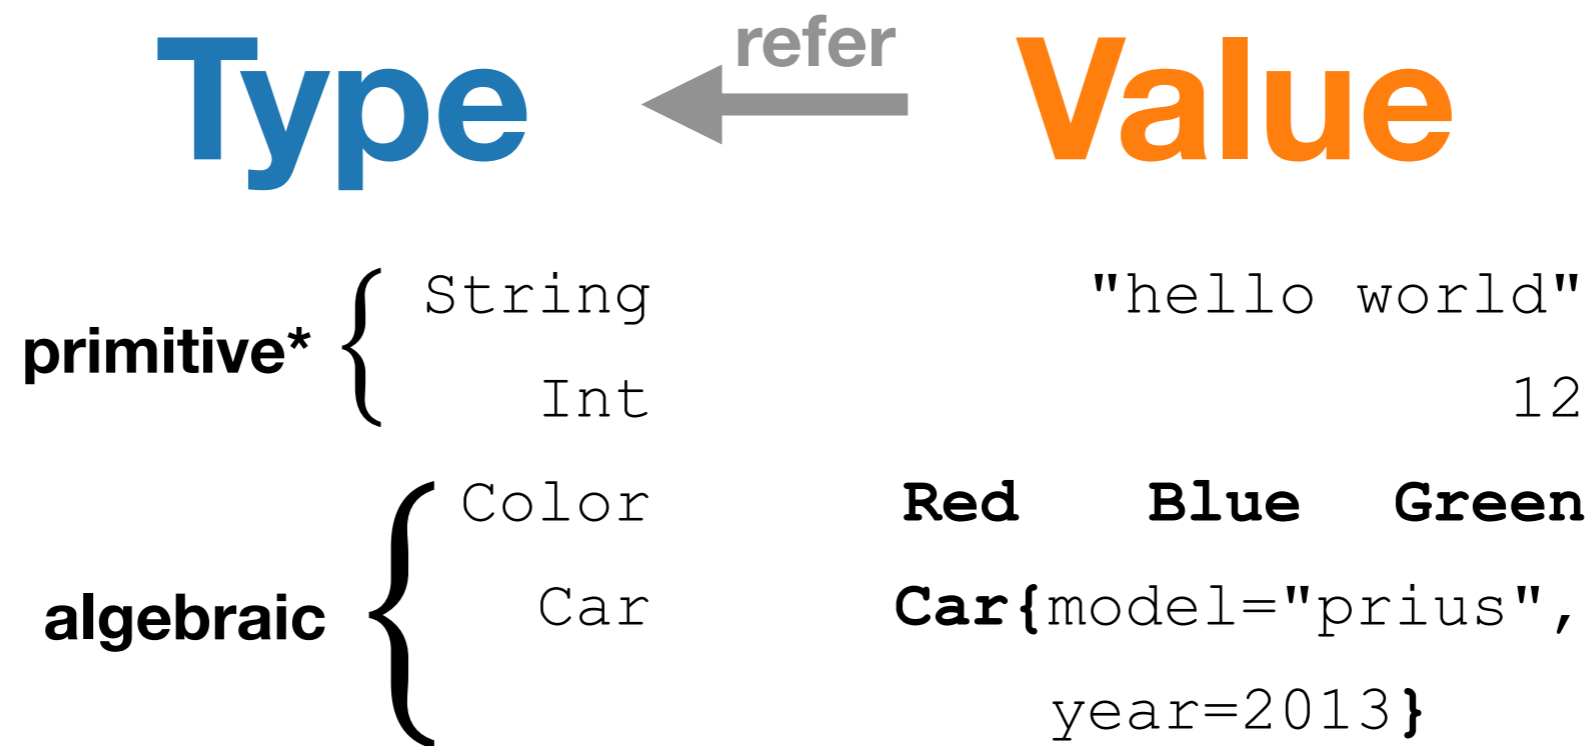 Type refer Value
primitive* { String "hello world"
Int 12
algebraic { Color Red Blue Green
Car Car{model="prius",
year=2013}